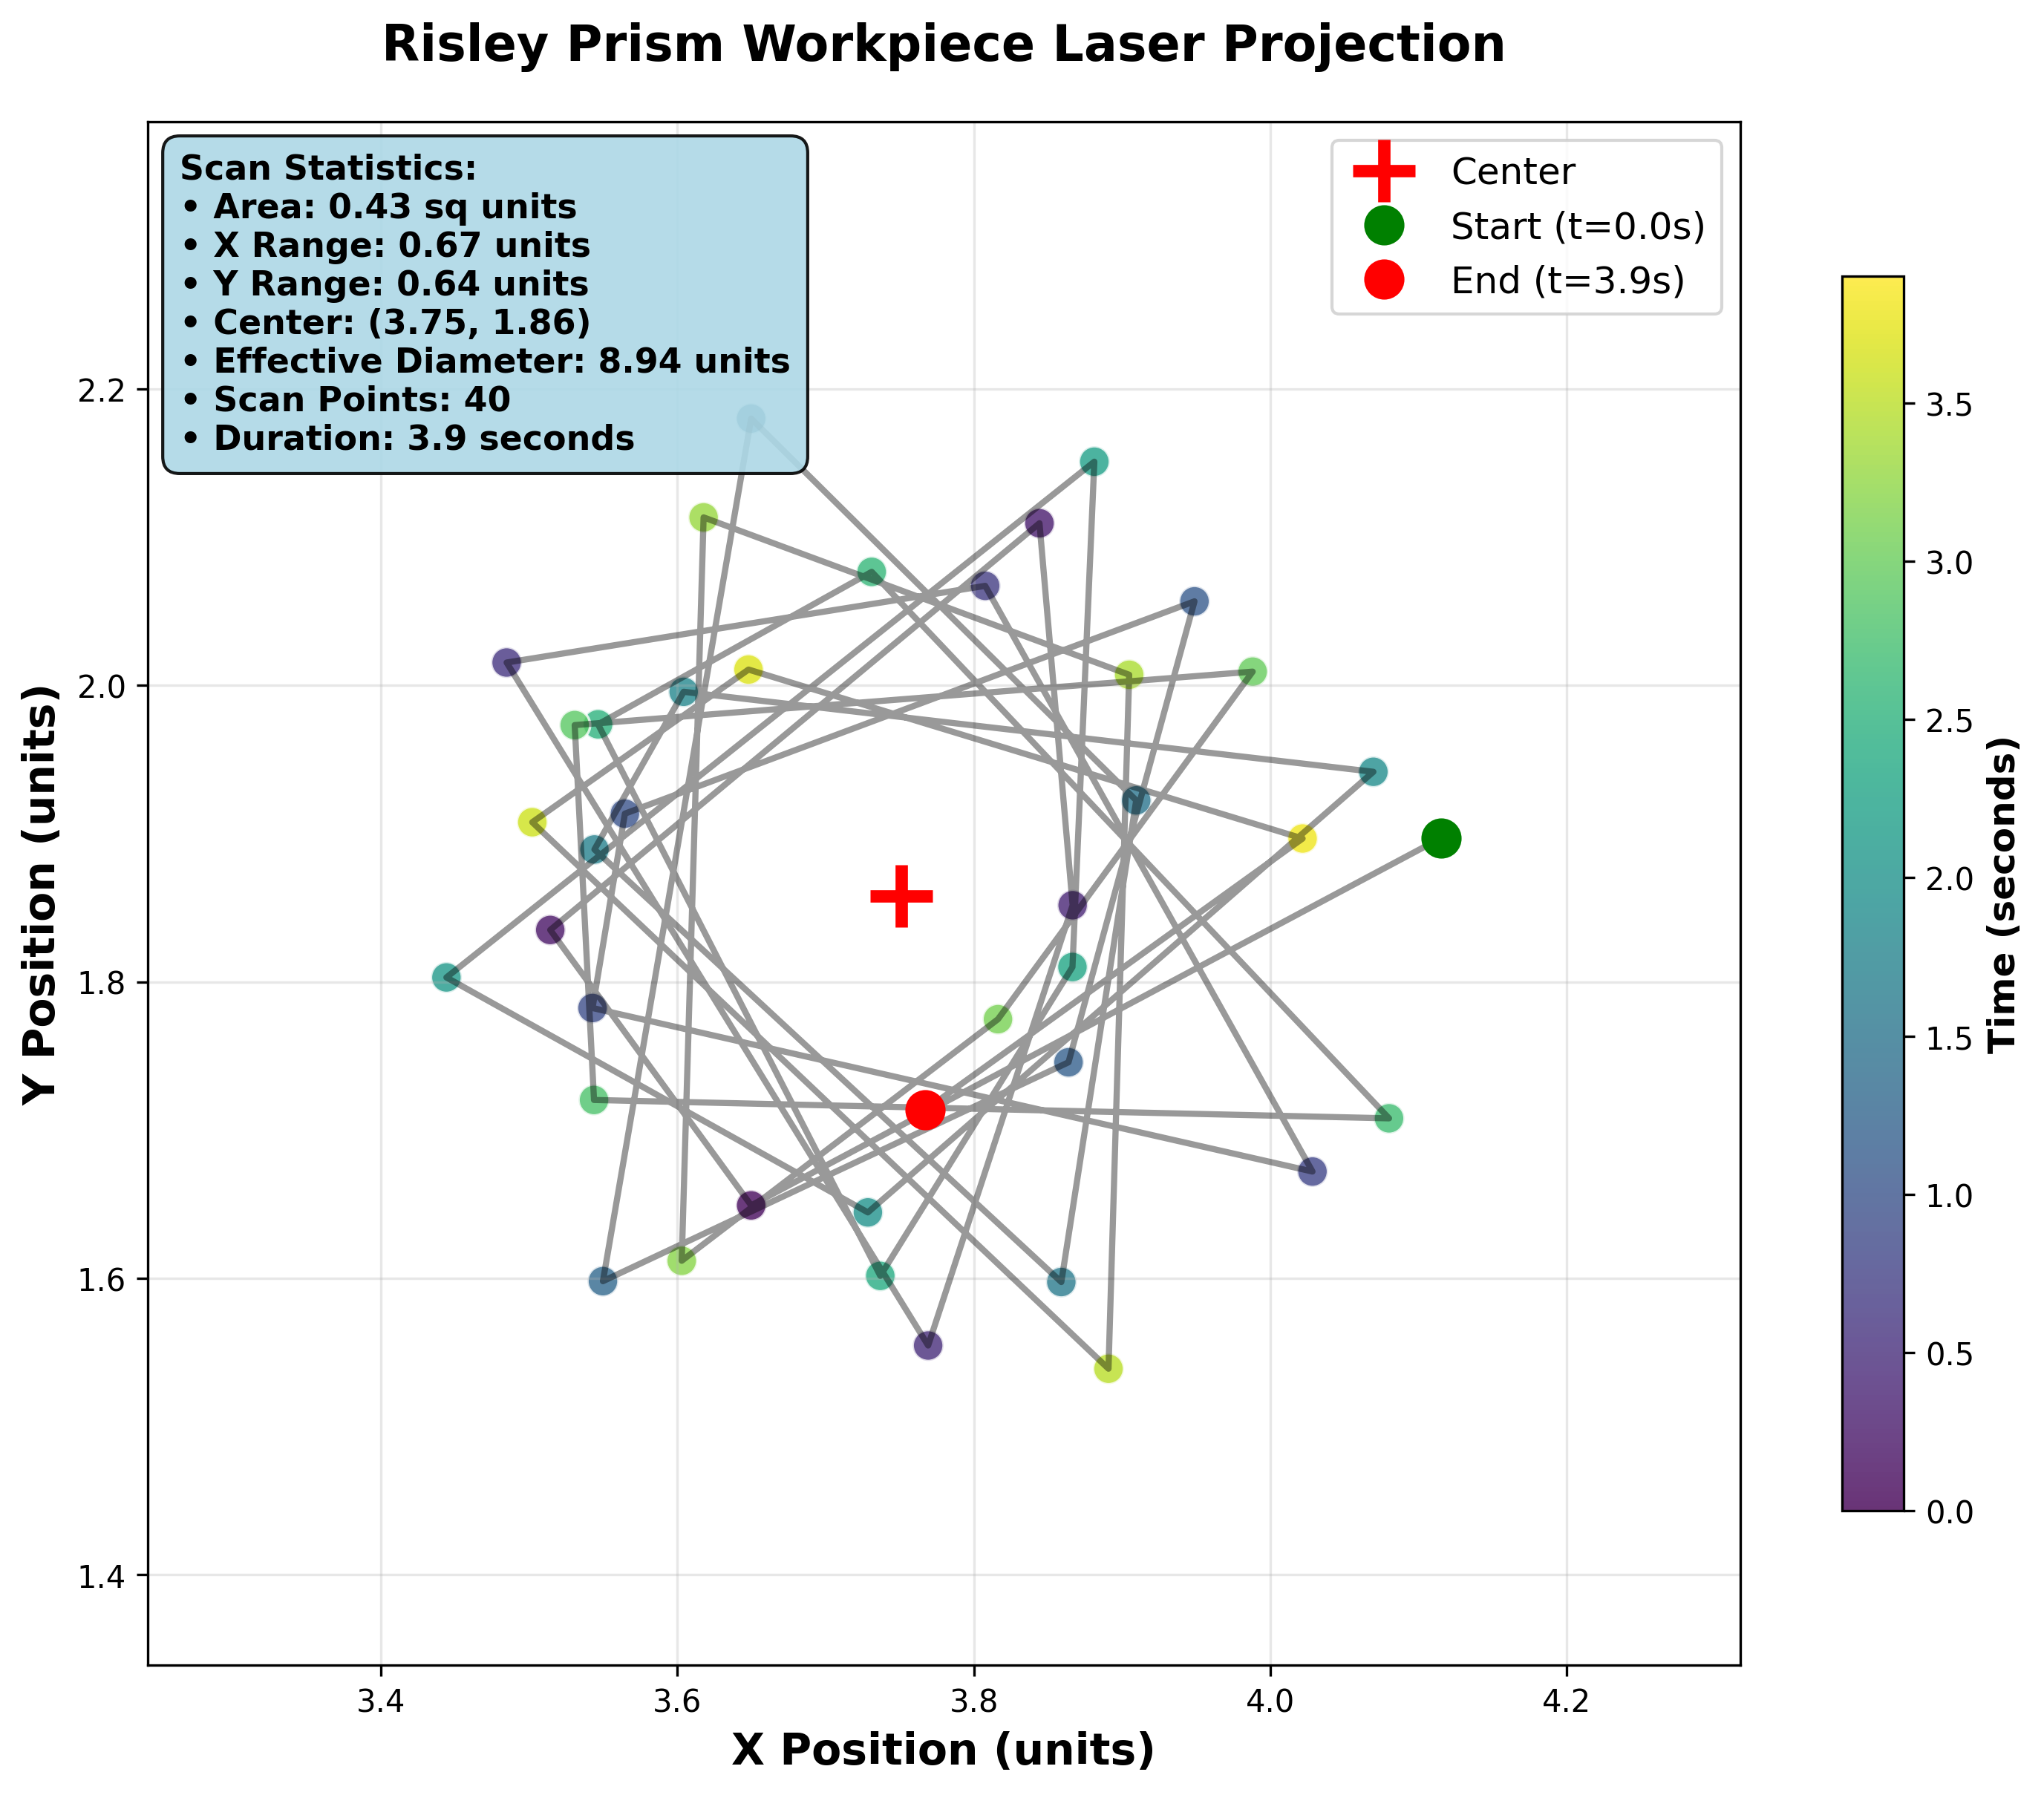 Risley Prism Workpiece Laser Projection
Scan Statistics:
• Area: 0.43 sq units
• X Range: 0.67 units
• Y Range: 0.64 units
• Center: (3.75, 1.86)
• Effective Diameter: 8.94 units
• Scan Points: 40
• Duration: 3.9 seconds
Center
Start (t=0.0s)
End (t=3.9s)
Y Position (units)
2.2
2.0
1.8
1.6
1.4
3.4
3.6
3.8
4.0
4.2
X Position (units)
3.5
3.0
2.5
2.0
1.5
1.0
0.5
0.0
Time (seconds)